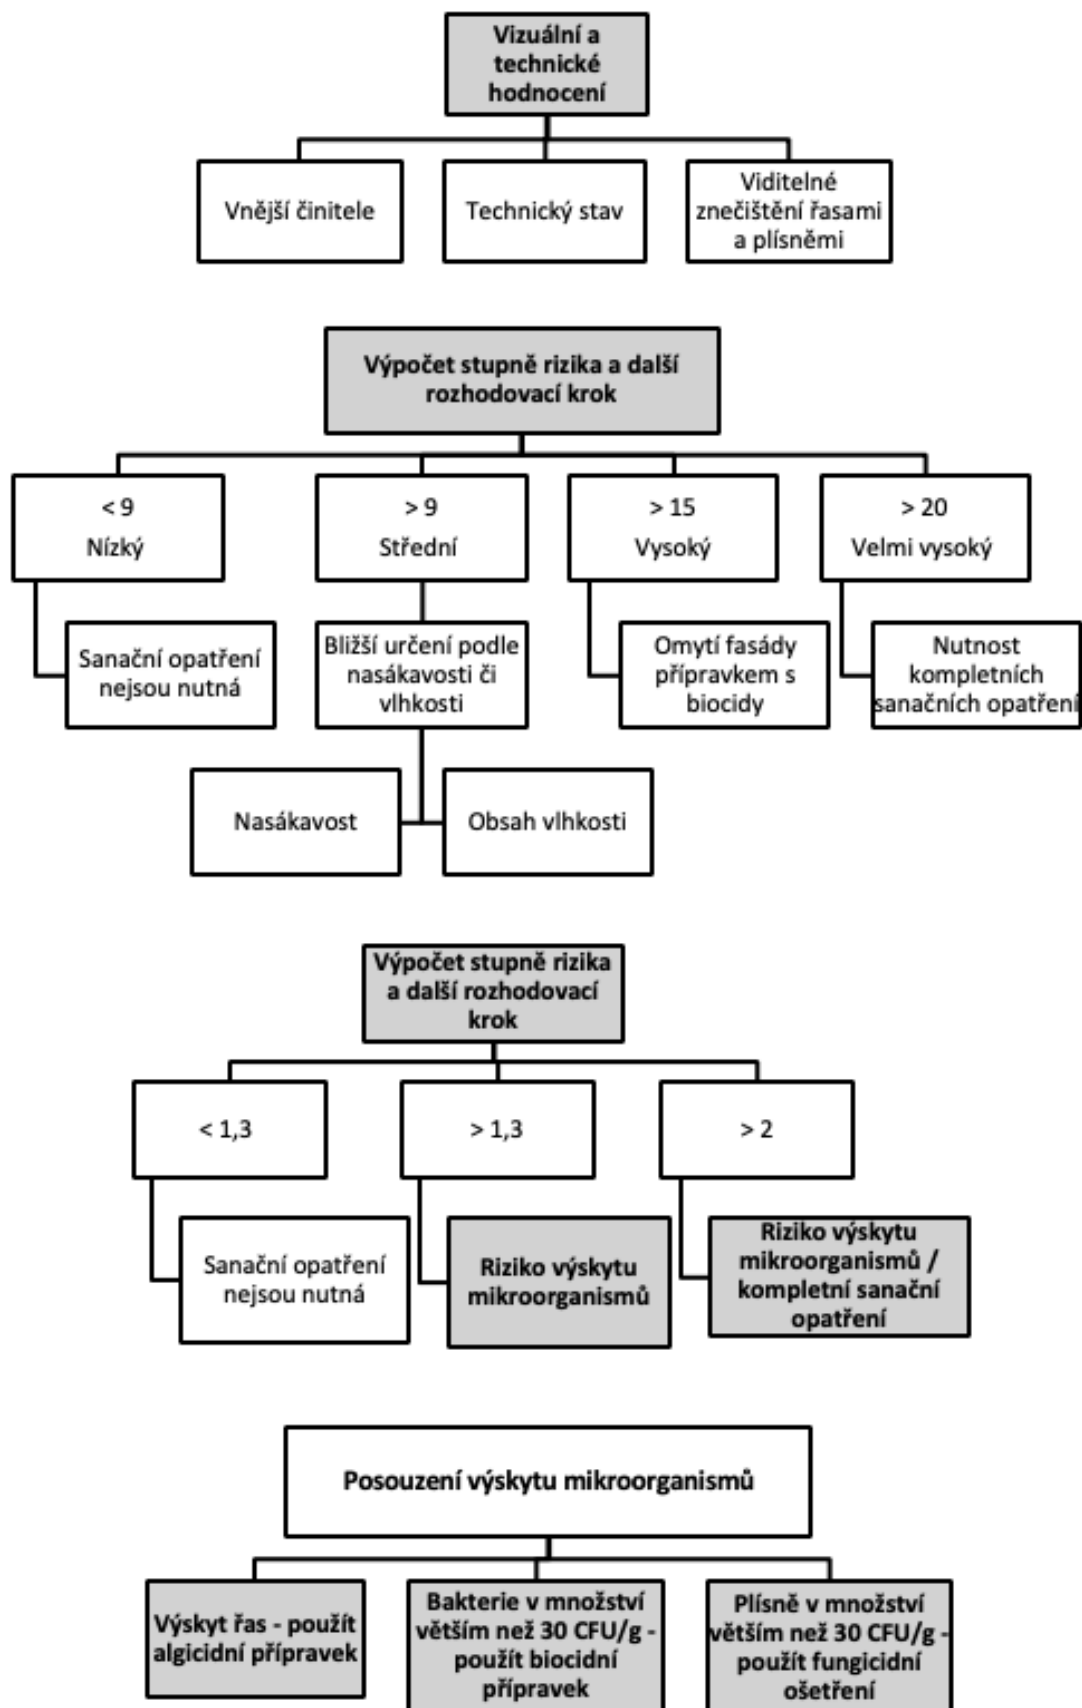 Vizuální a
technické
hodnocení
Vnější činitele
Technický stav
Viditelné
znečištění řasami
a plísněmi
Výpočet stupně rizika a další
rozhodovací krok
< 9
Nízký
> 9
Střední
> 15
Vysoký
> 20
Velmi vysoký
Sanační opatření
nejsou nutná
Bližší určení podle
nasákavosti či
vlhkosti
Omytí fasády
přípravkem s
biocidy
Nutnost
kompletních
sanačních opatření
Nasákavost
Obsah vlhkosti
Výpočet stupně rizika
a další rozhodovací
krok
< 1,3
> 1,3
> 2
Sanační opatření
nejsou nutná
Riziko výskytu
mikroorganismů
Riziko výskytu
mikroorganismů /
kompletní sanační
opatření
Posouzení výskytu mikroorganismů
Výskyt řas - použít
algicidní přípravek
Bakterie v množství
větším než 30 CFU/g -
použít biocidní
přípravek
Plísně v množství
větším než 30 CFU/g -
použít fungicidní
ošetření